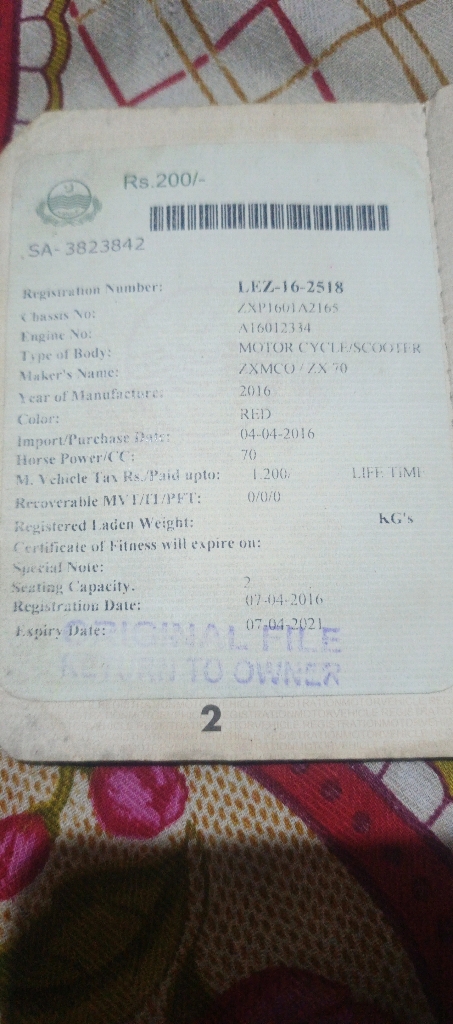 Rs.200/-
SA-3823842
Registration Number: LEZ-16-2518
Chassis No: ZXP1601A2165
Engine No: A16012334
Type of Body: MOTOR CYCLE/SCOOTER
Maker's Name: ZXMCO / ZX 70
Year of Manufacture: 2016
Color: RED
Import/Purchase Date: 04-04-2016
Horse Power/CC: 70
M. Vehicle Tax Rs./Paid upto: 1,200/ LIFE TIME
Recoverable MVT/IT/PFT: 0/0/0
Registered Laden Weight: KG's
Certificate of Fitness will expire on:
Special Note:
Seating Capacity. 2
Registration Date: 07-04-2016
Expiry Date: 07-04-2021
ORIGINAL FILE
RETURN TO OWNER
2